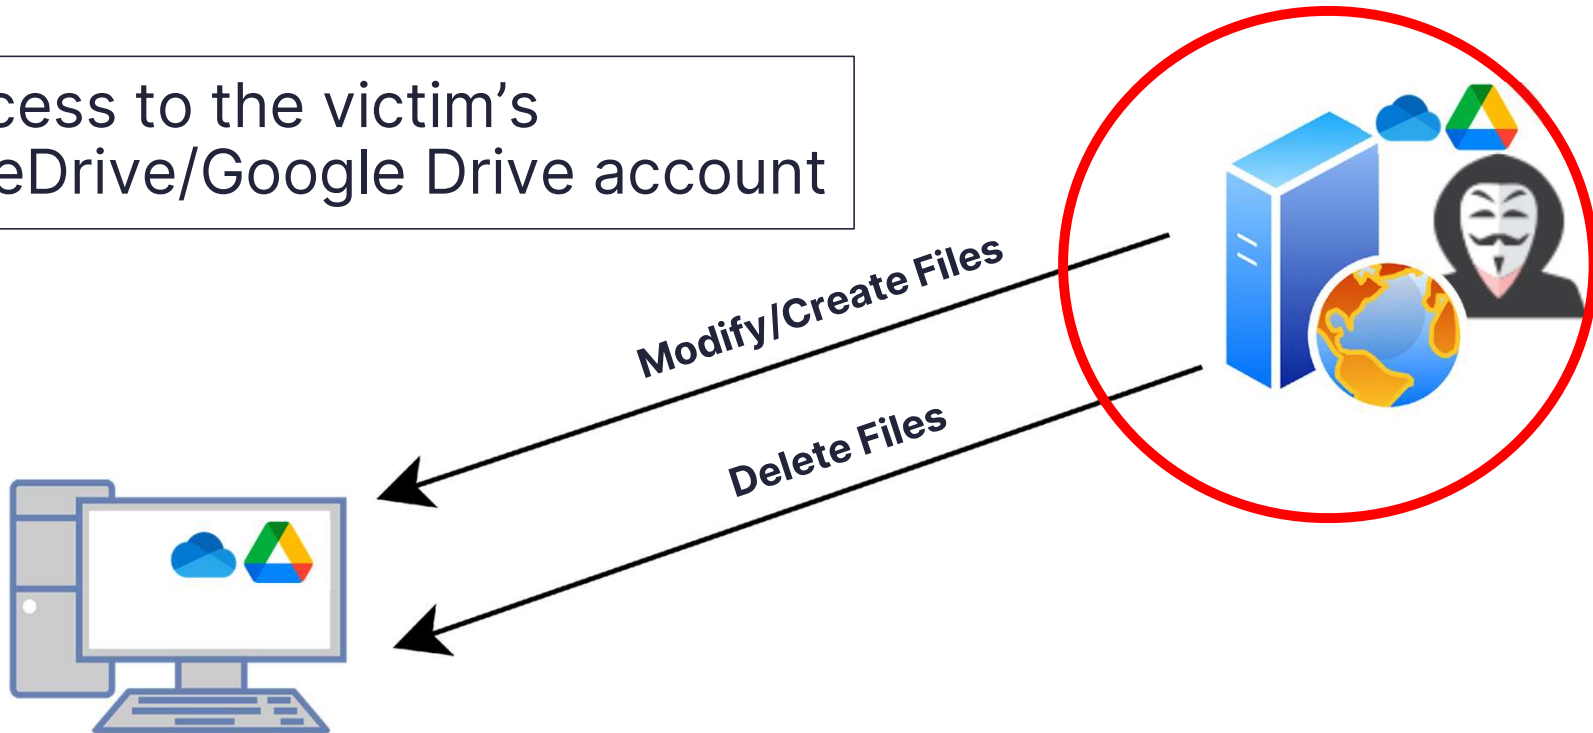 cess to the victim's
eDrive/Google Drive account
Modify/Create Files
Delete Files